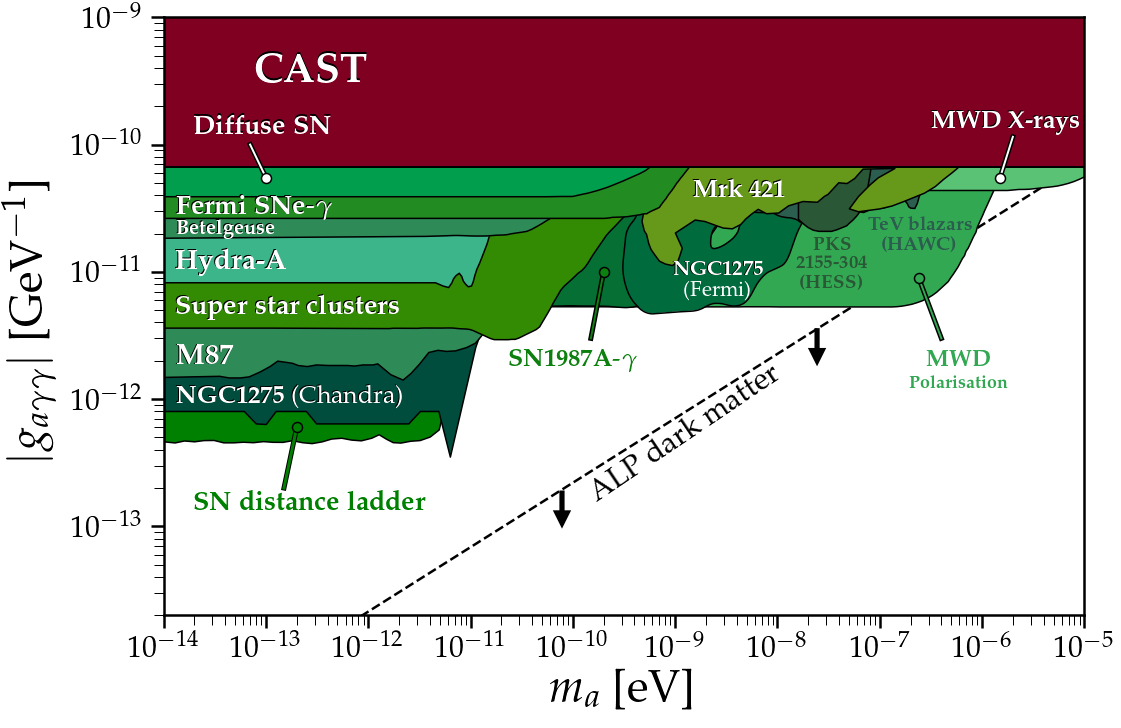 10⁻⁹
CAST
Diffuse SN
MWD X-rays
10⁻¹⁰
Mrk 421
Fermi SNe-γ
Betelgeuse
TeV blazars
(HAWC)
PKS
2155-304
(HESS)
Hydra-A
NGC1275
(Fermi)
10⁻¹¹
Super star clusters
SN1987A-γ
MWD
Polarisation
M87
NGC1275 (Chandra)
10⁻¹²
ALP dark matter
SN distance ladder
10⁻¹³
|gₐᵧᵧ| [GeV⁻¹]
10⁻¹⁴ 10⁻¹³ 10⁻¹² 10⁻¹¹ 10⁻¹⁰ 10⁻⁹ 10⁻⁸ 10⁻⁷ 10⁻⁶ 10⁻⁵
mₐ [eV]